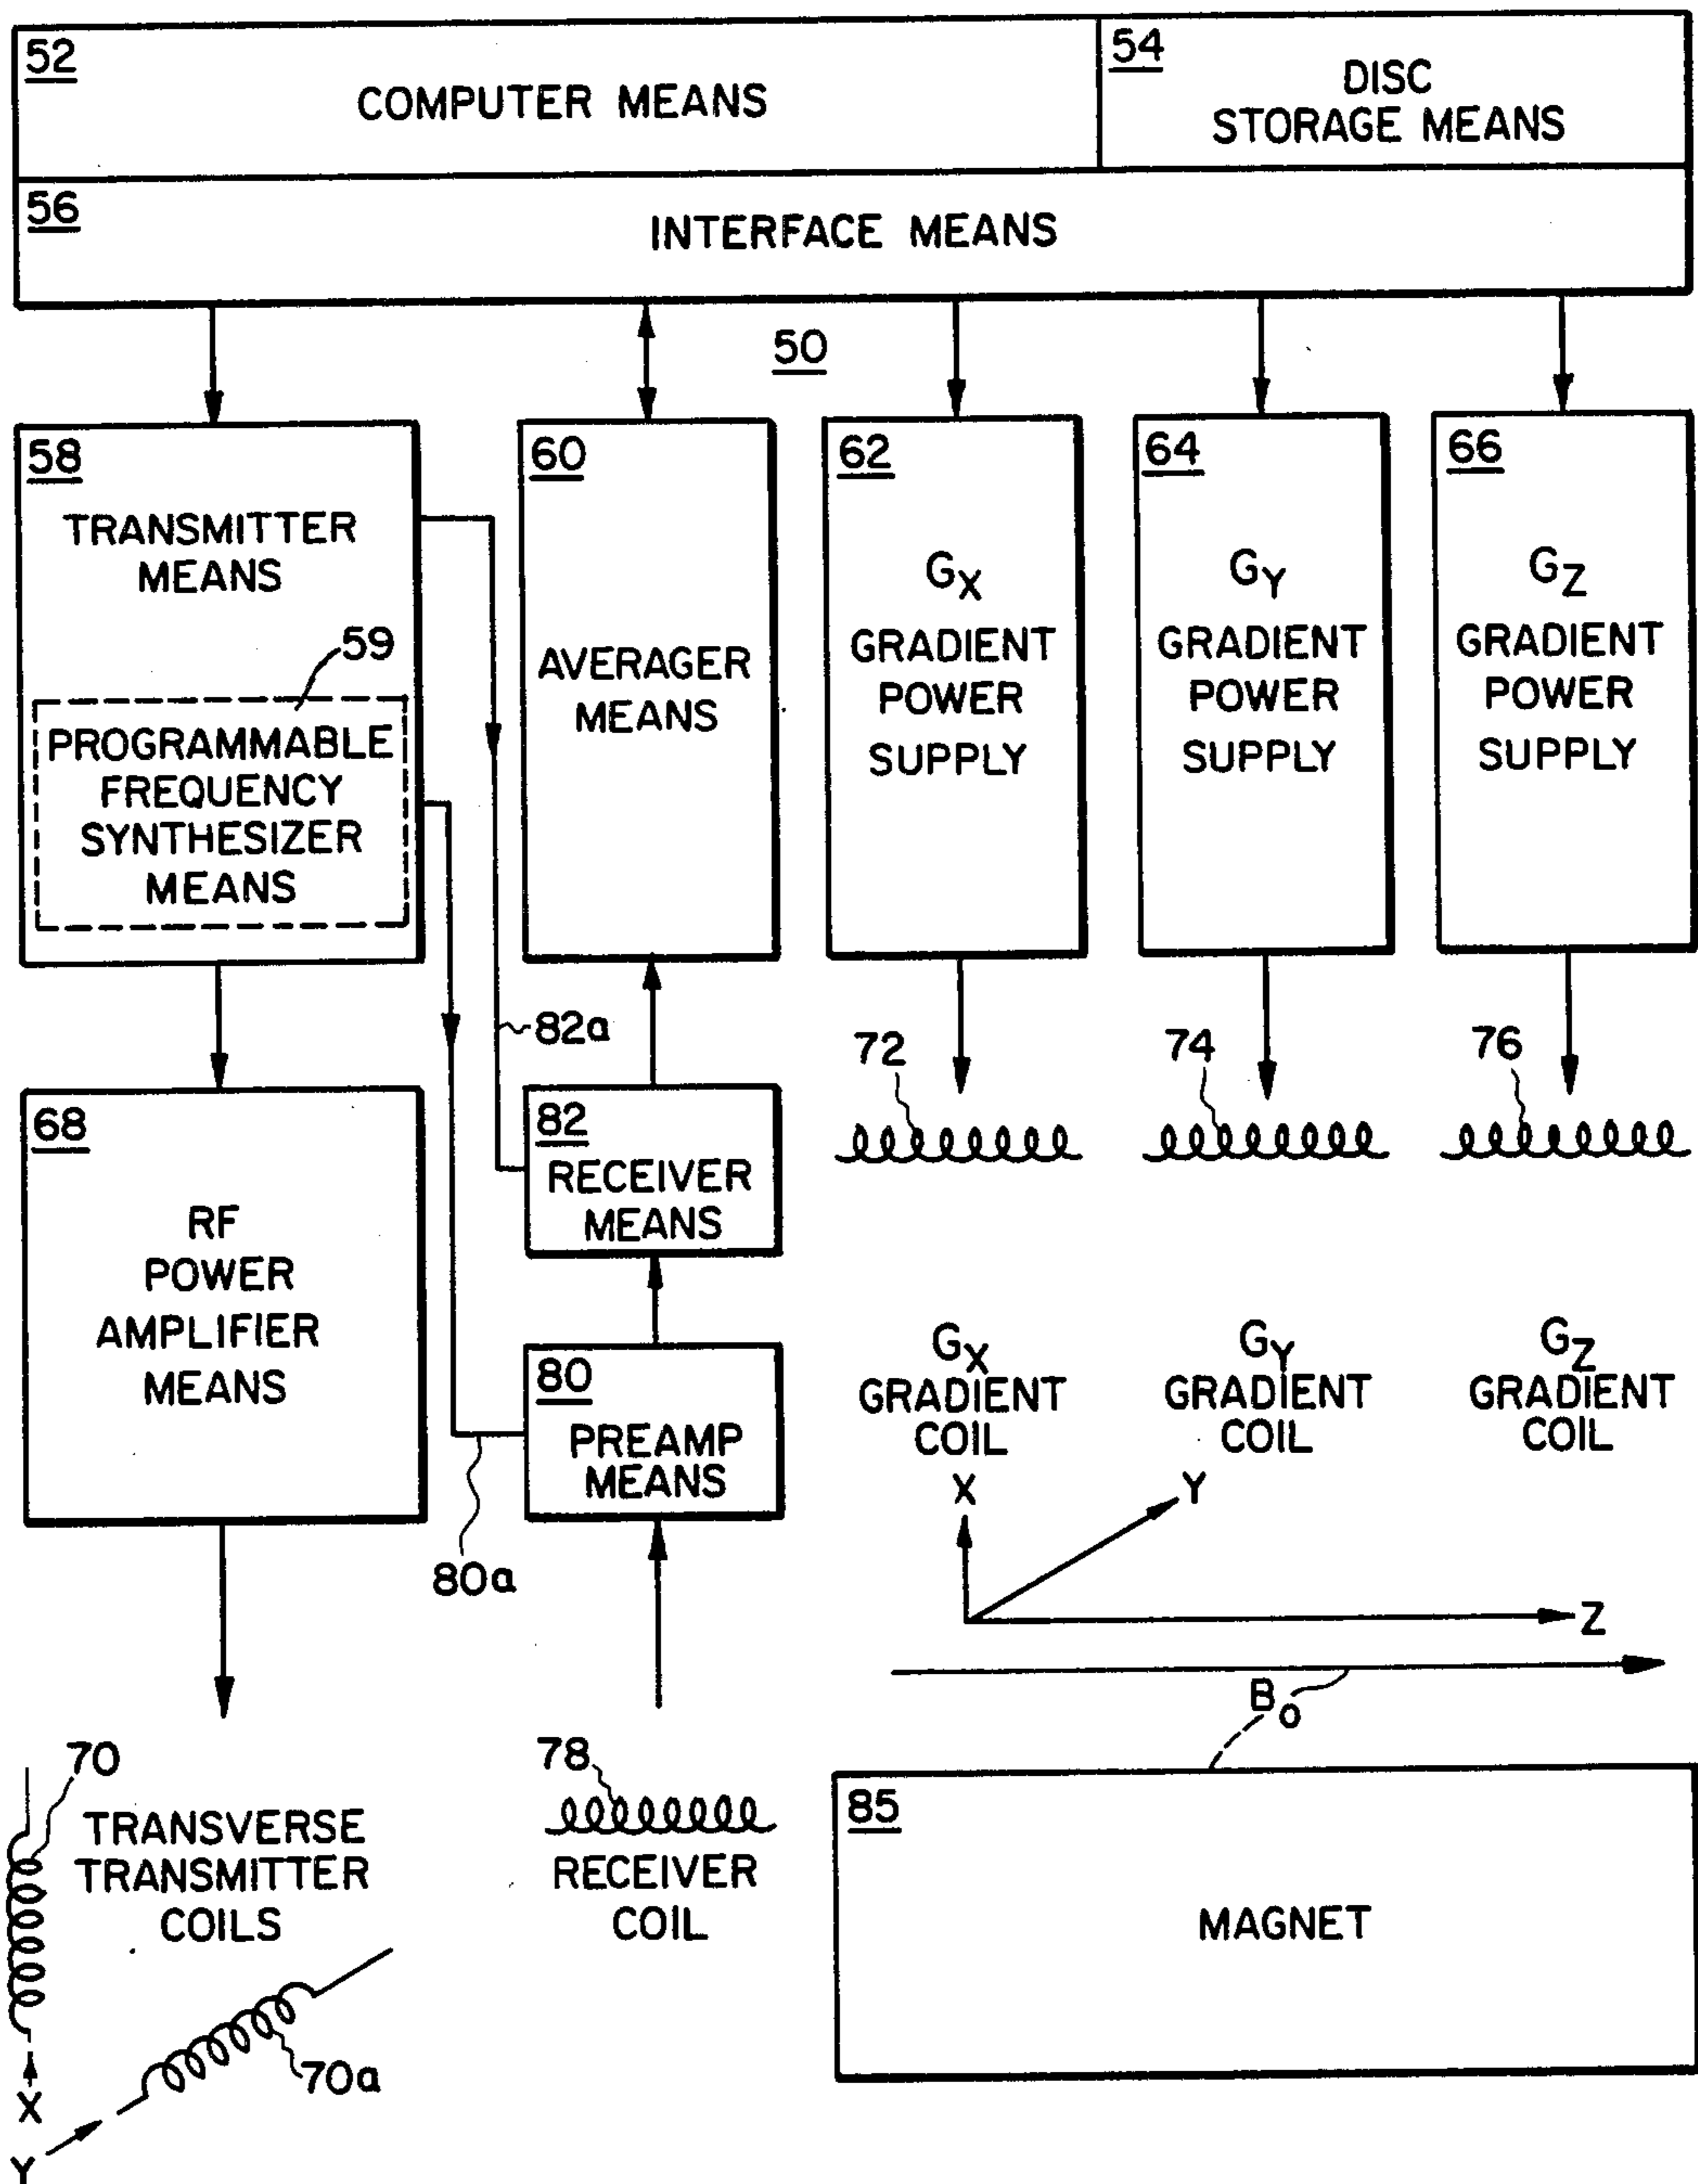 52
COMPUTER MEANS
54
DISC
STORAGE MEANS
56
INTERFACE MEANS
50
58
TRANSMITTER
MEANS
59
PROGRAMMABLE
FREQUENCY
SYNTHESIZER
MEANS
60
AVERAGER
MEANS
62
GX
GRADIENT
POWER
SUPPLY
64
GY
GRADIENT
POWER
SUPPLY
66
GZ
GRADIENT
POWER
SUPPLY
82a
72
74
76
68
RF
POWER
AMPLIFIER
MEANS
82
RECEIVER
MEANS
80
PREAMP
MEANS
80a
GX
GRADIENT
COIL
GY
GRADIENT
COIL
GZ
GRADIENT
COIL
X
Y
Z
Bo
70
TRANSVERSE
TRANSMITTER
COILS
70a
X
Y
78
RECEIVER
COIL
85
MAGNET